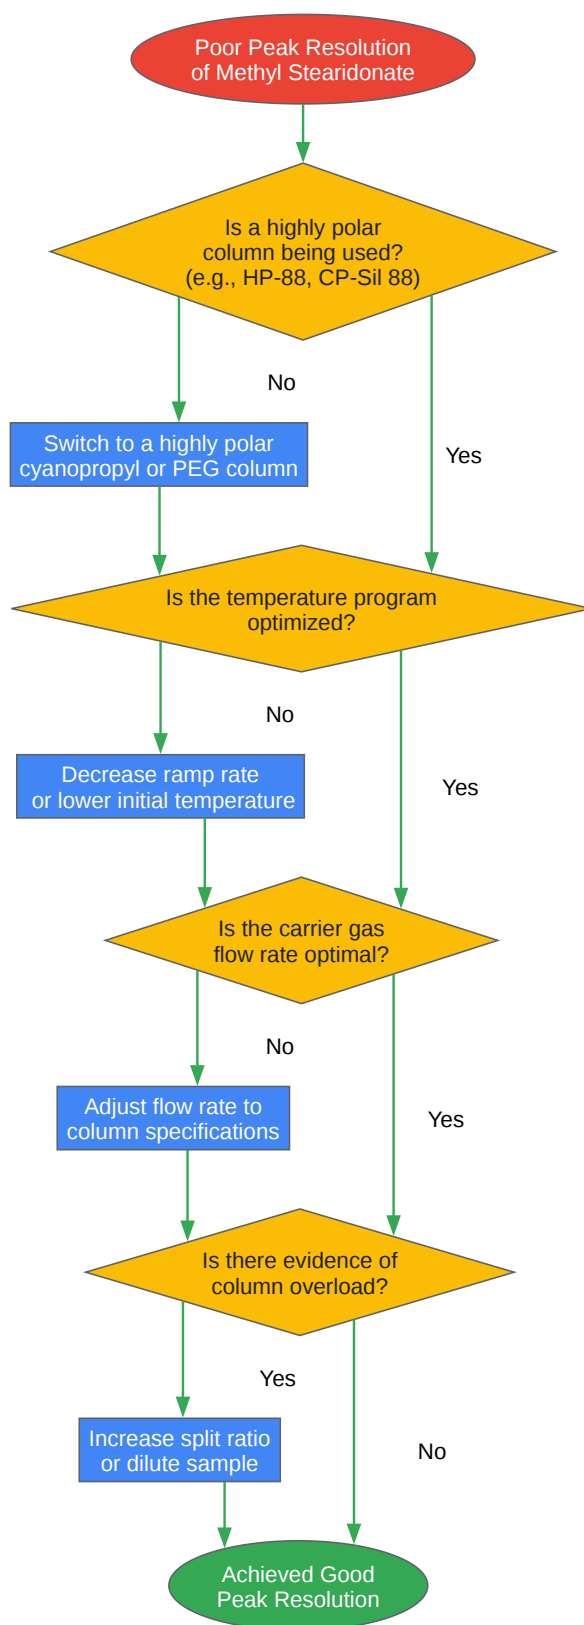 Poor Peak Resolution
of Methyl Stearidonate
Is a highly polar
column being used?
(e.g., HP-88, CP-Sil 88)
No
Switch to a highly polar
cyanopropyl or PEG column
Yes
Is the temperature program
optimized?
No
Decrease ramp rate
or lower initial temperature
Yes
Is the carrier gas
flow rate optimal?
No
Adjust flow rate to
column specifications
Yes
Is there evidence of
column overload?
Yes
Increase split ratio
or dilute sample
No
Achieved Good
Peak Resolution